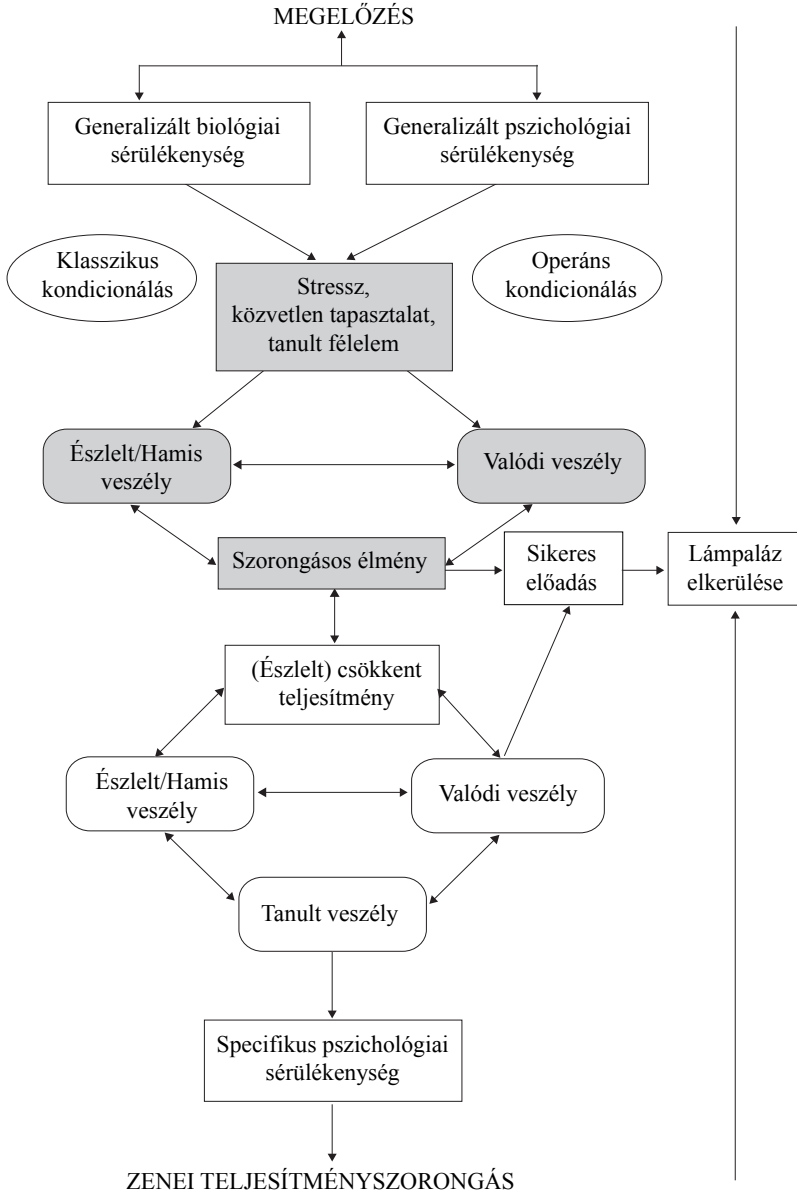 MEGELŐZÉS
Generalizált biológiai
sérülékenység
Generalizált pszichológiai
sérülékenység
Klasszikus
kondicionálás
Operáns
kondicionálás
Stressz,
közvetlen tapasztalat,
tanult félelem
Észlelt/Hamis
veszély
Valódi veszély
Szorongásos élmény
Sikeres
előadás
Lámpaláz
elkerülése
(Észlelt) csökkent
teljesítmény
Észlelt/Hamis
veszély
Valódi veszély
Tanult veszély
Specifikus pszichológiai
sérülékenység
ZENEI TELJESÍTMÉNYSZORONGÁS